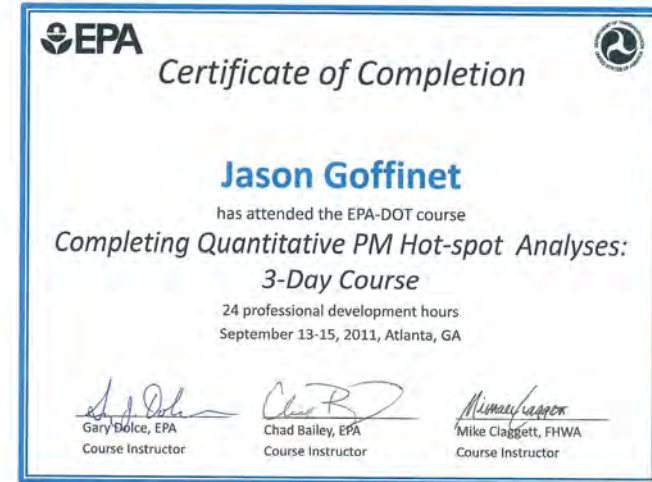 EPA
Certificate of Completion
Jason Goffinet
has attended the EPA-DOT course
Completing Quantitative PM Hot-spot Analyses:
3-Day Course
24 professional development hours
September 13-15, 2011, Atlanta, GA
Gary Dolce, EPA
Chad Bailey, EPA
Mike Claggett, FHWA
Course Instructor
Course Instructor
Course Instructor